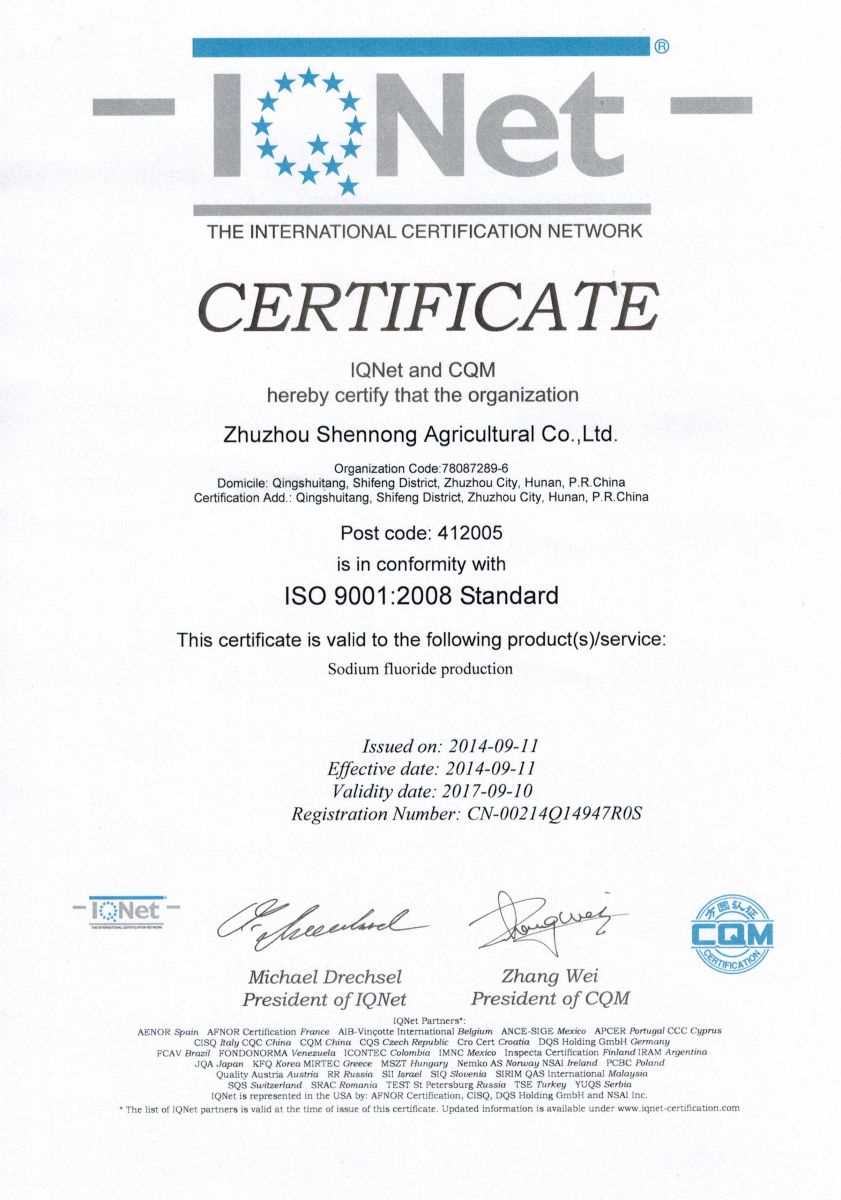 IQNet®
THE INTERNATIONAL CERTIFICATION NETWORK
CERTIFICATE
IQNet and CQM
hereby certify that the organization
Zhuzhou Shennong Agricultural Co.,Ltd.
Organization Code:78087289-6
Domicile: Qingshuitang, Shifeng District, Zhuzhou City, Hunan, P.R.China
Certification Add.: Qingshuitang, Shifeng District, Zhuzhou City, Hunan, P.R.China
Post code: 412005
is in conformity with
ISO 9001:2008 Standard
This certificate is valid to the following product(s)/service:
Sodium fluoride production
Issued on: 2014-09-11
Effective date: 2014-09-11
Validity date: 2017-09-10
Registration Number: CN-00214Q14947R0S
IQNet
THE INTERNATIONAL CERTIFICATION NETWORK
Zhang Wei
方圆认证
CQM
CERTIFICATION
Michael Drechsel
President of IQNet
Zhang Wei
President of CQM
IQNet Partners*:
AENOR Spain AFNOR Certification France AIB-Vinçotte International Belgium ANCE-SIGE Mexico APCER Portugal CCC Cyprus
CISQ Italy CQC China CQM China CQS Czech Republic Cro Cert Croatia DQS Holding GmbH Germany
FCAV Brazil FONDONORMA Venezuela ICONTEC Colombia IMNC Mexico Inspecta Certification Finland IRAM Argentina
JQA Japan KFQ Korea MIRTEC Greece MSZT Hungary Nemko AS Norway NSAI Ireland PCBC Poland
Quality Austria Austria RR Russia SII Israel SIQ Slovenia SIRIM QAS International Malaysia
SQS Switzerland SRAC Romania TEST St Petersburg Russia TSE Turkey YUQS Serbia
IQNet is represented in the USA by: AFNOR Certification, CISQ, DQS Holding GmbH and NSAI Inc.
* The list of IQNet partners is valid at the time of issue of this certificate. Updated information is available under www.iqnet-certification.com